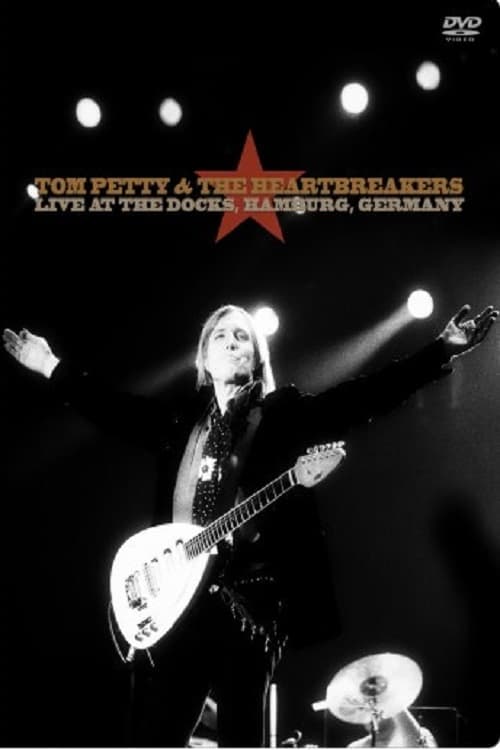 DVD
VIDEO
TOM PETTY & THE HEARTBREAKERS
LIVE AT THE DOCKS, HAMBURG, GERMANY